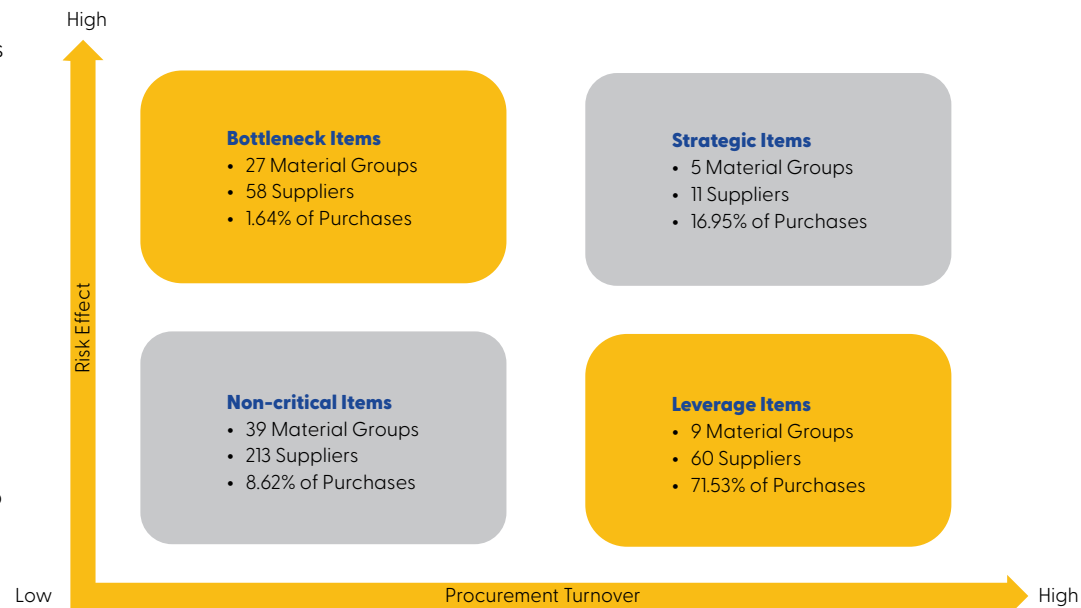 High
s
Bottleneck Items
• 27 Material Groups
• 58 Suppliers
• 1.64% of Purchases
Strategic Items
• 5 Material Groups
• 11 Suppliers
• 16.95% of Purchases
Risk Effect
Non-critical Items
• 39 Material Groups
• 213 Suppliers
• 8.62% of Purchases
Leverage Items
• 9 Material Groups
• 60 Suppliers
• 71.53% of Purchases
Low
Procurement Turnover
High